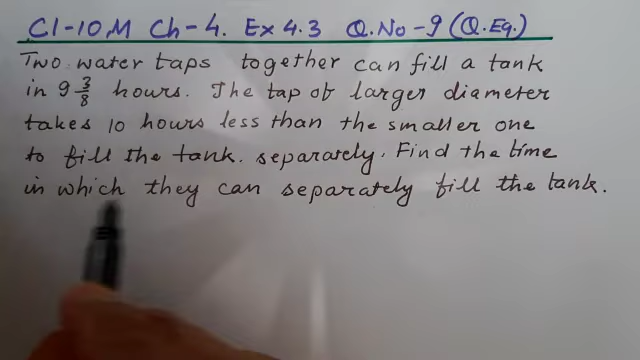 Cl-10 M Ch-4. Ex 4.3 Q.No-9 (Q.Eq.)
Two water taps together can fill a tank
in 9 3/8 hours. The tap of larger diameter
takes 10 hours less than the smaller one
to fill the tank separately. Find the time
in which they can separately fill the tank.